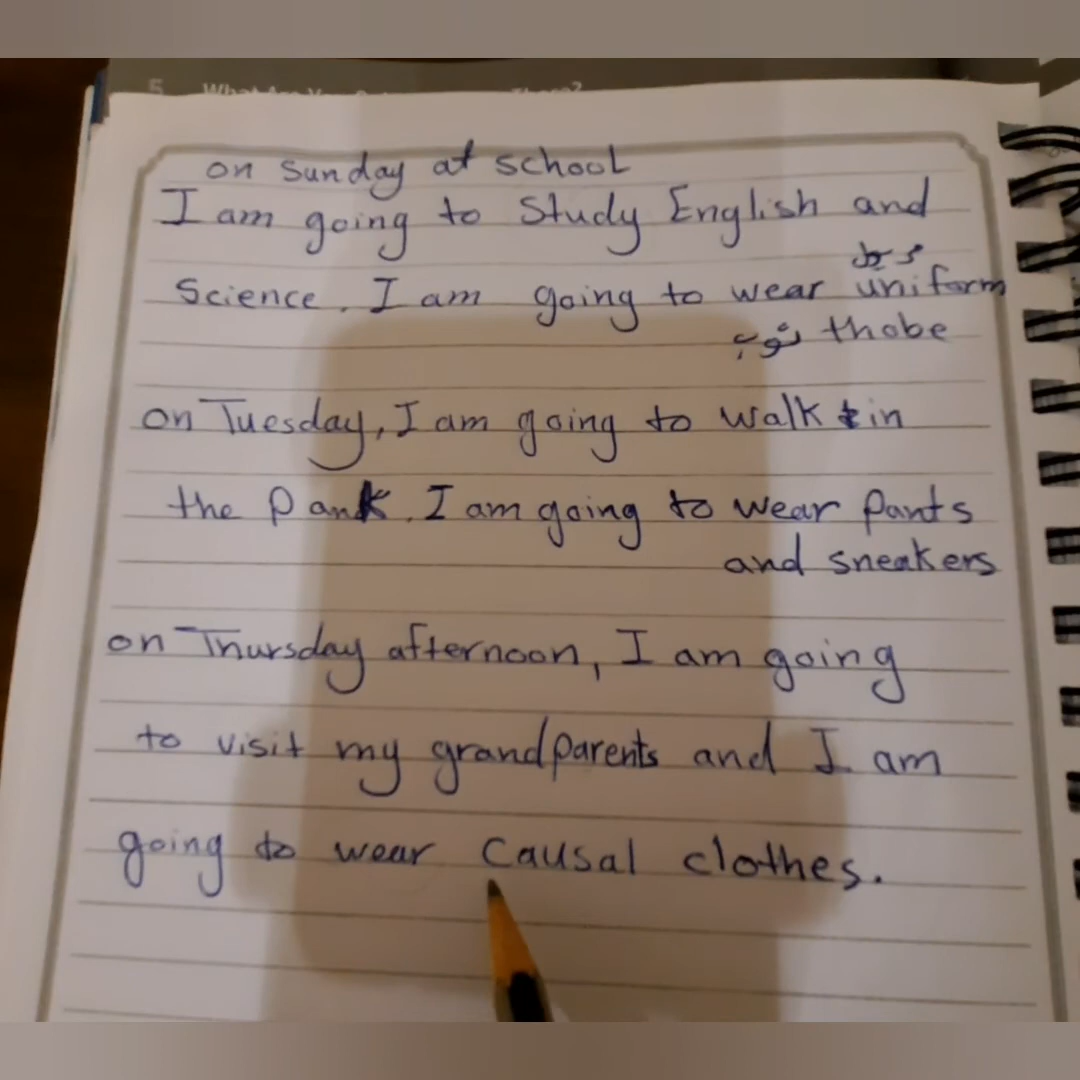 on sunday at school
I am going to Study English and
مريول
Science. I am going to wear uniform
ثوب thobe
on Tuesday, I am going to walk in
the Park. I am going to wear pants
and sneakers
on Thursday afternoon, I am going
to visit my grandparents and I am
going to wear Causal clothes.